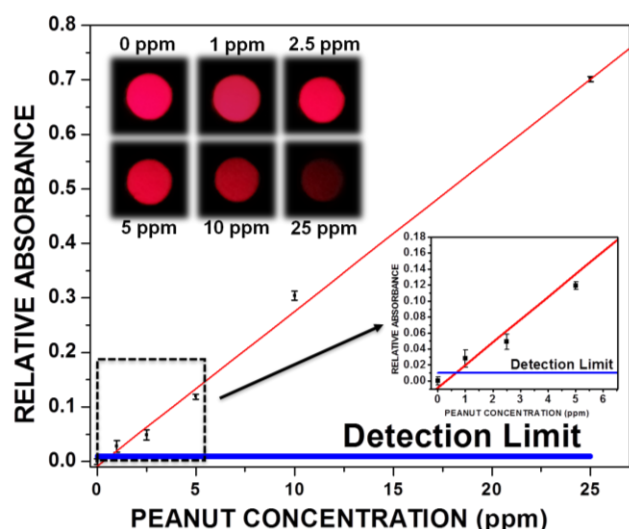 0 ppm 1 ppm 2.5 ppm
5 ppm 10 ppm 25 ppm
RELATIVE ABSORBANCE
0.8
0.7
0.6
0.5
0.4
0.3
0.2
0.1
0.0
0 5 10 15 20 25
PEANUT CONCENTRATION (ppm)
Detection Limit
RELATIVE ABSORBANCE
0.18
0.16
0.14
0.12
0.10
0.08
0.06
0.04
0.02
0.00
0 1 2 3 4 5 6
PEANUT CONCENTRATION (ppm)
Detection Limit